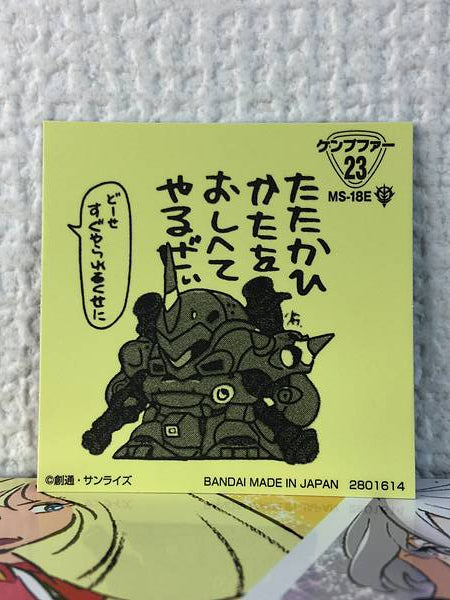 ケンプファー
23
MS-18E
たたかひ
かたを
おしへて
やるぜい
どーせ
すぐやられるくせに
©創通・サンライズ
BANDAI MADE IN JAPAN 2801614